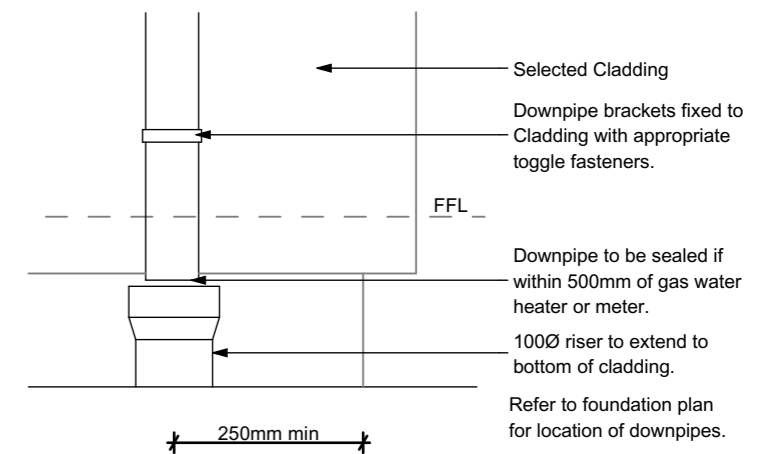 Selected Cladding
Downpipe brackets fixed to
Cladding with appropriate
toggle fasteners.
FFL
Downpipe to be sealed if
within 500mm of gas water
heater or meter.
100Ø riser to extend to
bottom of cladding.
Refer to foundation plan
for location of downpipes.
250mm min